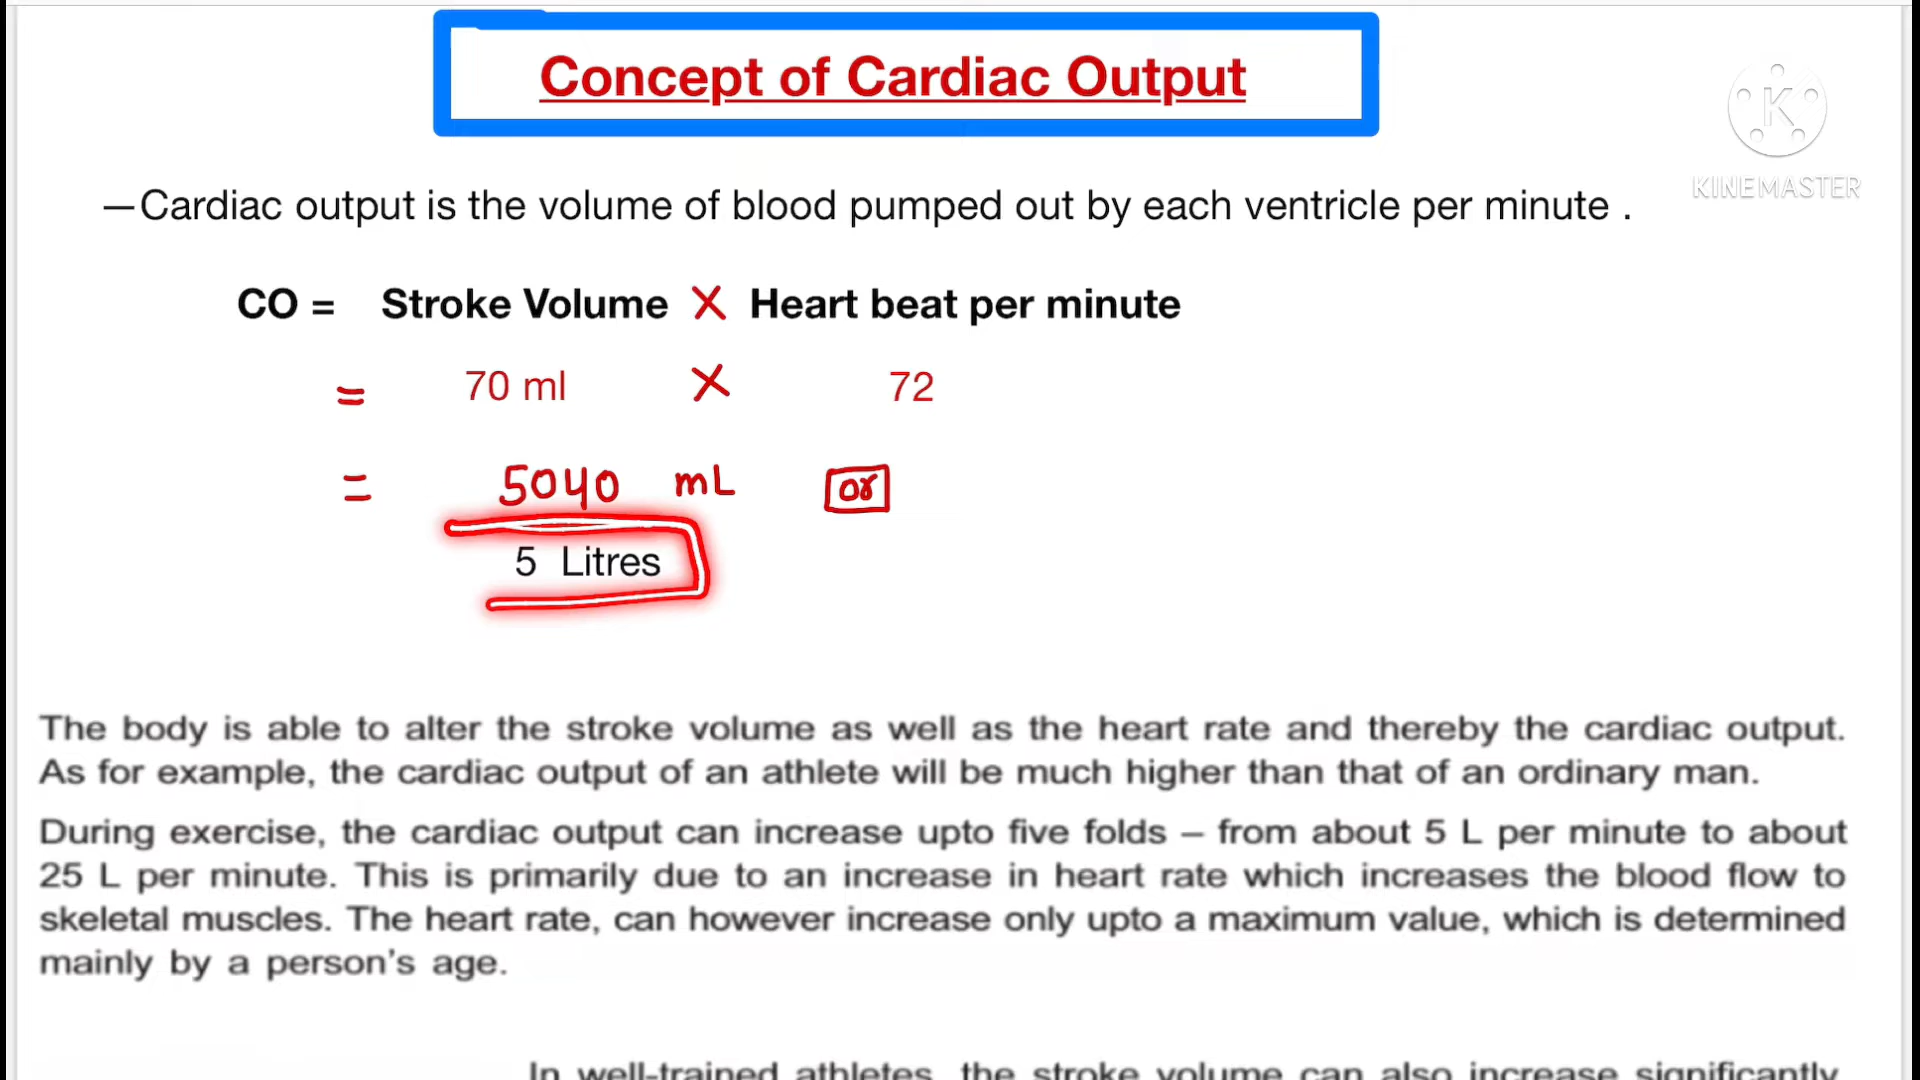 Concept of Cardiac Output
KINEMASTER
—Cardiac output is the volume of blood pumped out by each ventricle per minute .
CO = Stroke Volume X Heart beat per minute
= 70 ml X 72
= 5040 mL or
5 Litres
The body is able to alter the stroke volume as well as the heart rate and thereby the cardiac output.
As for example, the cardiac output of an athlete will be much higher than that of an ordinary man.
During exercise, the cardiac output can increase upto five folds – from about 5 L per minute to about
25 L per minute. This is primarily due to an increase in heart rate which increases the blood flow to
skeletal muscles. The heart rate, can however increase only upto a maximum value, which is determined
mainly by a person's age.
In well-trained athletes, the stroke volume can also increase significantly.